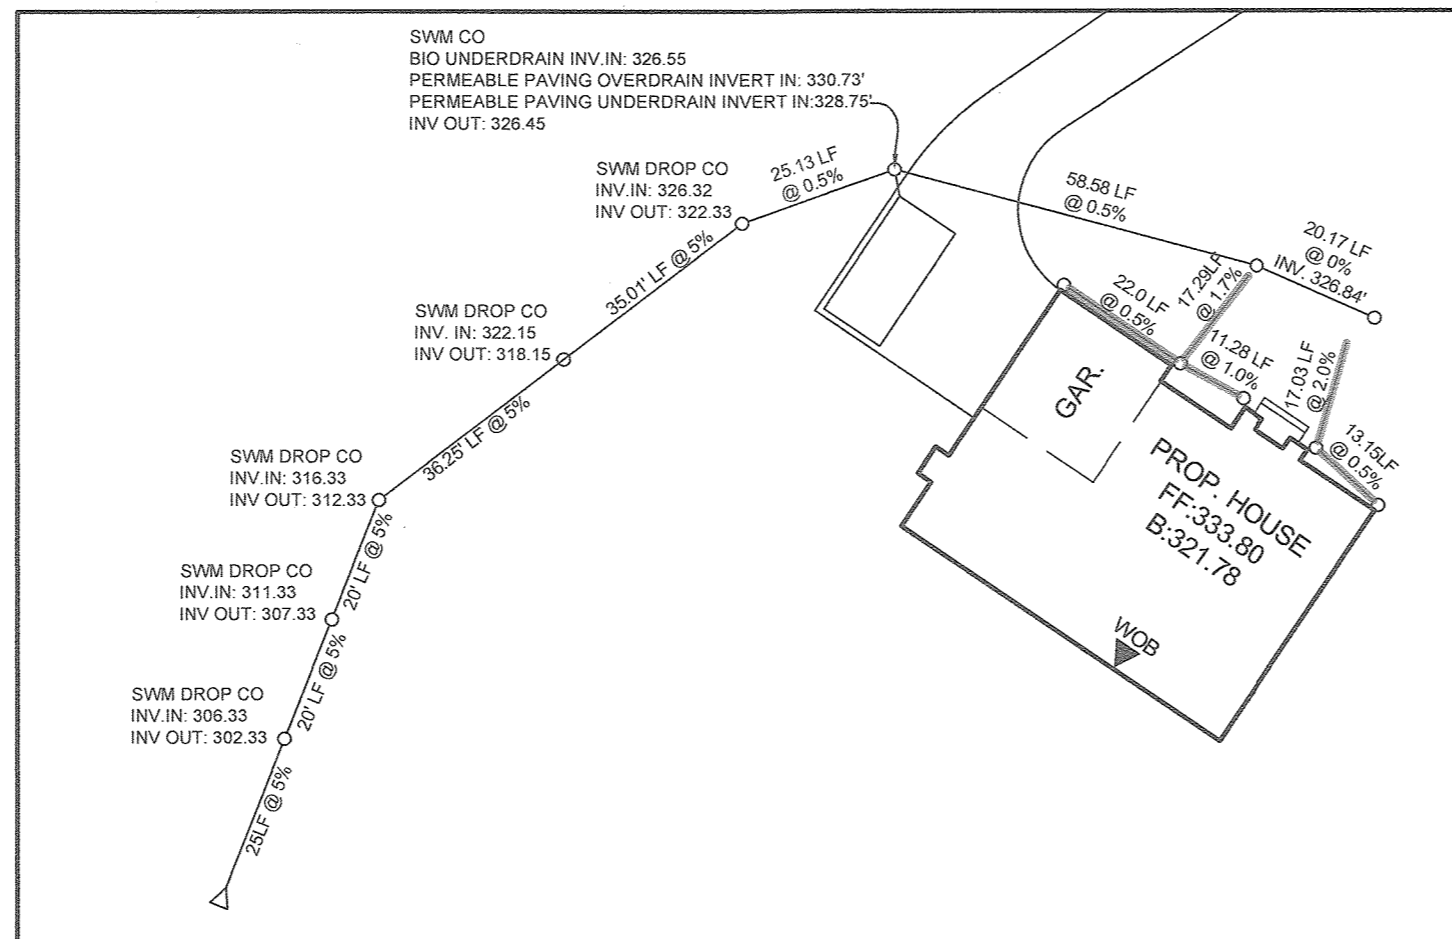 SWM CO
BIO UNDERDRAIN INV.IN: 326.55
PERMEABLE PAVING OVERDRAIN INVERT IN: 330.73'
PERMEABLE PAVING UNDERDRAIN INVERT IN:328.75'
INV OUT: 326.45
SWM DROP CO
INV.IN: 326.32
INV OUT: 322.33
25.13 LF
@ 0.5%
58.58 LF
@ 0.5%
20.17 LF
@ 0%
INV. 326.84'
35.01' LF @ 5%
17.29LF
@ 1.7%
22.0 LF
@ 0.5%
SWM DROP CO
INV. IN: 322.15
INV OUT: 318.15
11.28 LF
@ 1.0%
17.03 LF
@ 2.0%
13.15LF
@ 0.5%
GAR.
36.25' LF @ 5%
PROP. HOUSE
FF:333.80
B:321.78
SWM DROP CO
INV.IN: 316.33
INV OUT: 312.33
20' LF @ 5%
SWM DROP CO
INV.IN: 311.33
INV OUT: 307.33
WOB
20' LF @ 5%
SWM DROP CO
INV.IN: 306.33
INV OUT: 302.33
25LF @ 5%